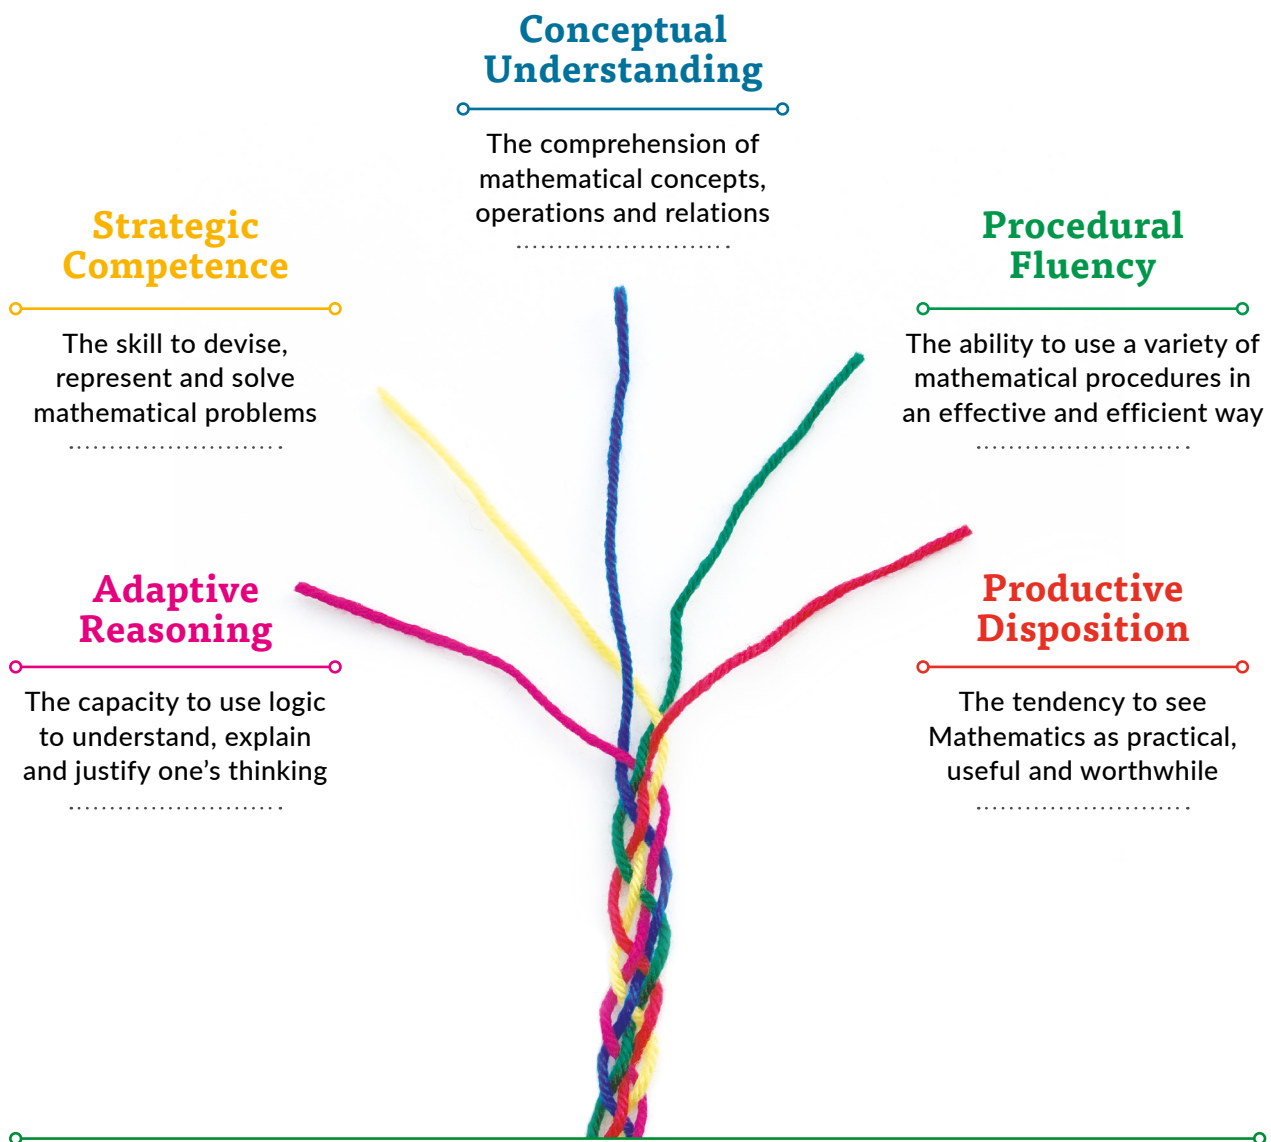 Conceptual
Understanding
The comprehension of
mathematical concepts,
operations and relations
Strategic
Competence
The skill to devise,
represent and solve
mathematical problems
Procedural
Fluency
The ability to use a variety of
mathematical procedures in
an effective and efficient way
Adaptive
Reasoning
The capacity to use logic
to understand, explain
and justify one’s thinking
Productive
Disposition
The tendency to see
Mathematics as practical,
useful and worthwhile